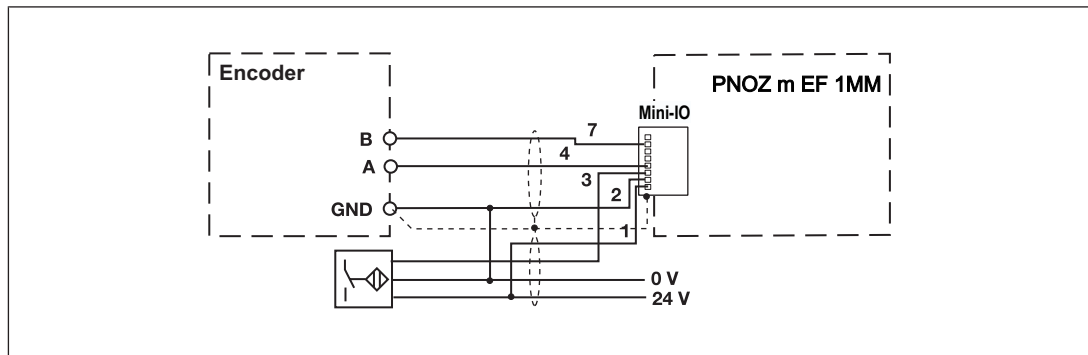 Encoder
PNOZ m EF 1MM
Mini-IO
B
7
A
4
3
2
GND
1
0 V
24 V